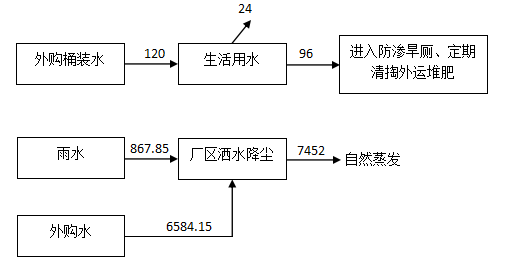 24
外购桶装水
120
生活用水
96
进入防渗旱厕、定期
清掏外运堆肥
雨水
867.85
厂区洒水降尘
7452
自然蒸发
外购水
6584.15